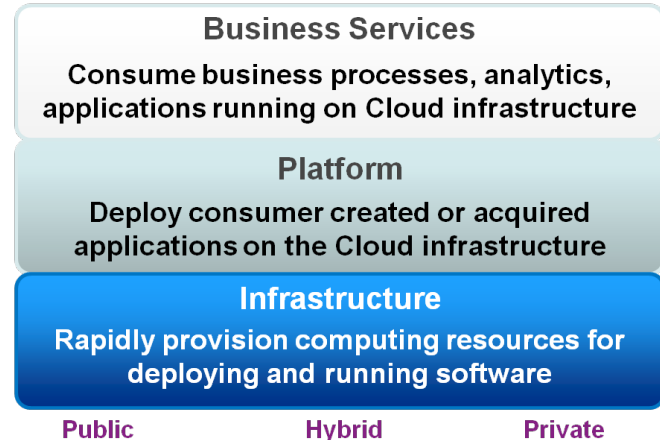 Business Services
Consume business processes, analytics,
applications running on Cloud infrastructure
Platform
Deploy consumer created or acquired
applications on the Cloud infrastructure
Infrastructure
Rapidly provision computing resources for
deploying and running software
Public Hybrid Private